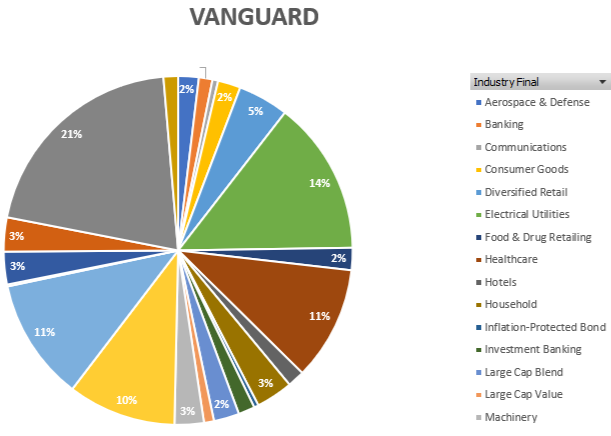 VANGUARD
Industry Final
Aerospace & Defense
Banking
Communications
Consumer Goods
Diversified Retail
Electrical Utilities
Food & Drug Retailing
Healthcare
Hotels
Household
Inflation-Protected Bond
Investment Banking
Large Cap Blend
Large Cap Value
Machinery
2%
2%
5%
14%
2%
11%
3%
2%
3%
10%
11%
3%
3%
21%